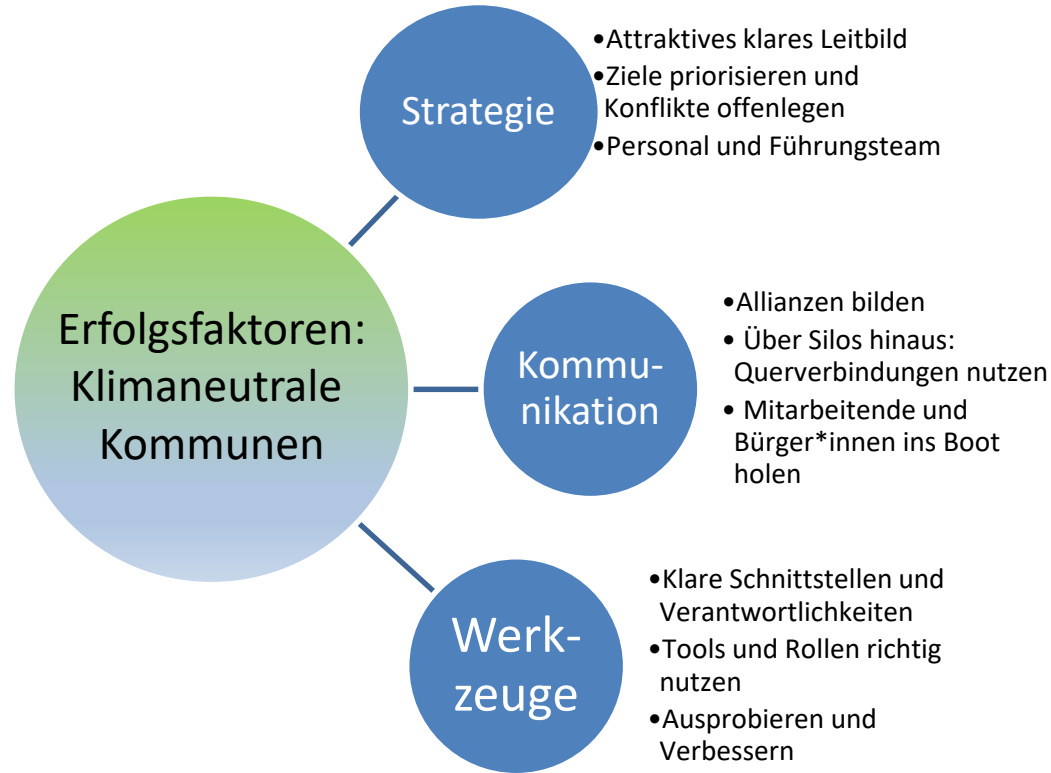 Erfolgsfaktoren:
Klimaneutrale
Kommunen
Strategie
•Attraktives klares Leitbild
•Ziele priorisieren und
Konflikte offenlegen
•Personal und Führungsteam
Kommu-
nikation
•Allianzen bilden
• Über Silos hinaus:
Querverbindungen nutzen
• Mitarbeitende und
Bürger*innen ins Boot
holen
Werk-
zeuge
•Klare Schnittstellen und
Verantwortlichkeiten
•Tools und Rollen richtig
nutzen
•Ausprobieren und
Verbessern